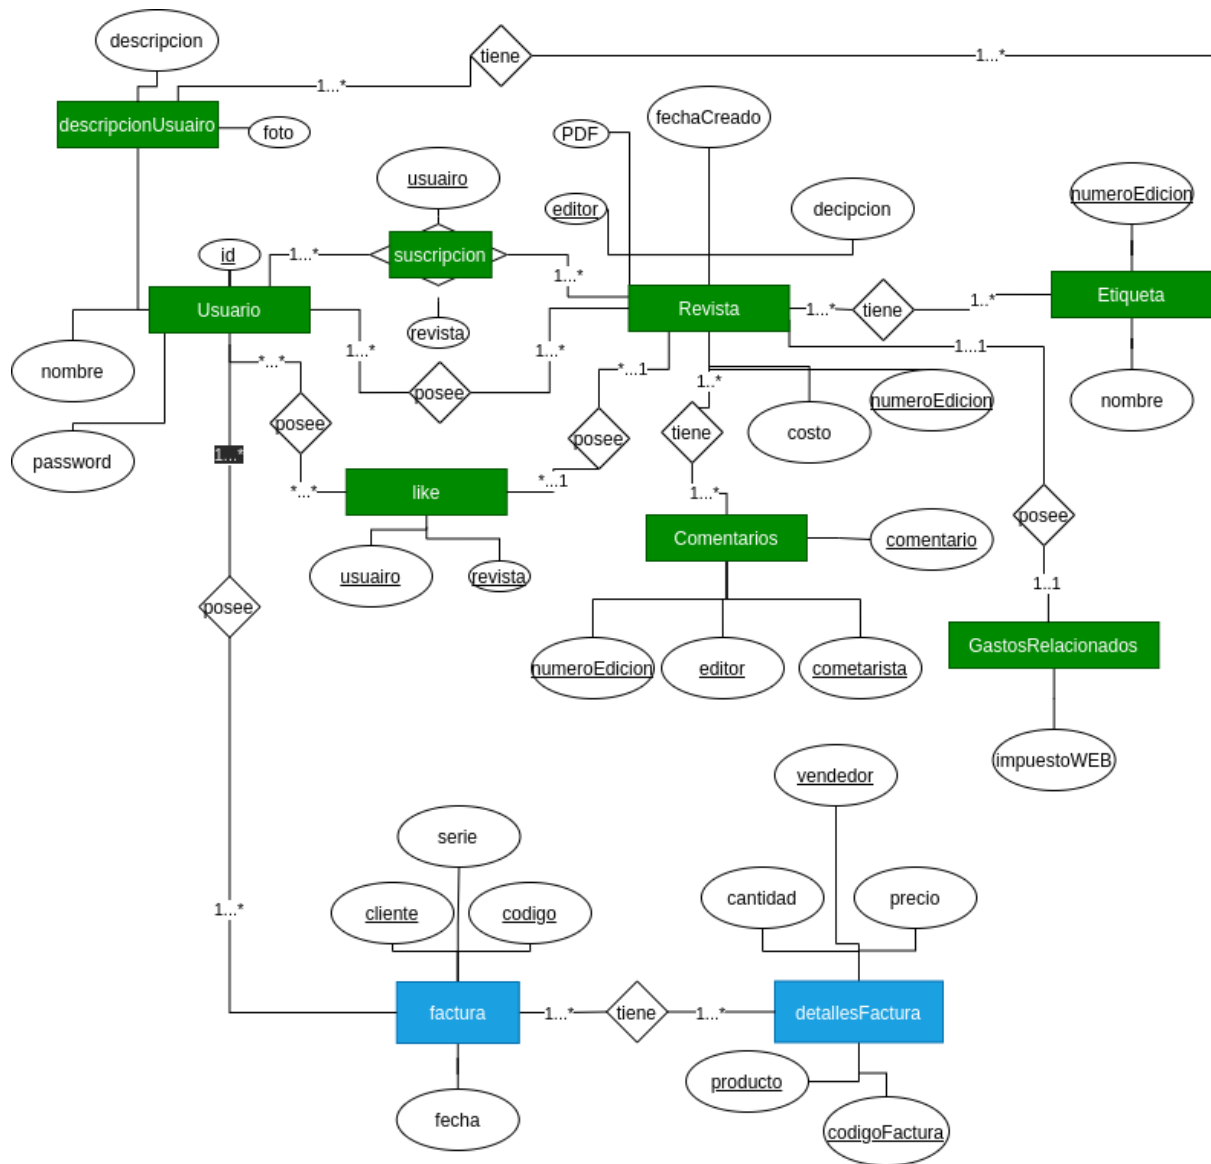 descripcion
tiene
1...*
1...*
descripcionUsuairo
foto
PDF
fechaCreado
usuairo
editor
decipcion
numeroEdicion
id
1...*
suscripcion
1...*
Usuario
Revista
1...*
tiene
1..*
Etiqueta
revista
nombre
*...*
1...*
posee
1...*
*...1
1..*
1...1
numeroEdicion
nombre
posee
posee
tiene
costo
password
1...*
*...*
like
*...1
1...*
posee
Comentarios
comentario
usuairo
revista
1..1
posee
numeroEdicion
editor
cometarista
GastosRelacionados
impuestoWEB
vendedor
serie
cliente
codigo
cantidad
precio
1...*
factura
1...*
tiene
1...*
detallesFactura
producto
fecha
codigoFactura